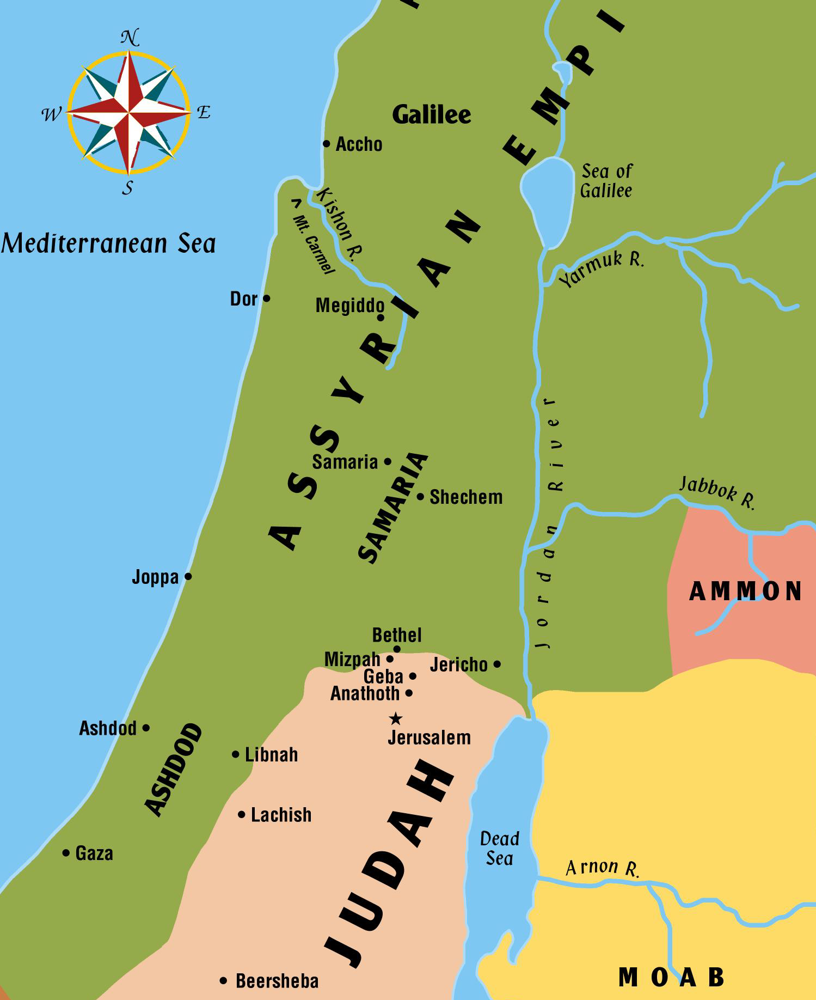 N
W
E
S
Mediterranean Sea
ASSYRIAN EMPI
Galilee
Accho
Sea of
Galilee
Kishon R.
^
Mt. Carmel
Yarmuk R.
Dor
Megiddo
Samaria
SAMARIA
Shechem
Jordan River
Jabbok R.
Joppa
AMMON
Bethel
Mizpah
Jericho
Geba
Anathoth
Jerusalem
Ashdod
ASHDOD
Libnah
Lachish
Gaza
JUDAH
Dead
Sea
Arnon R.
MOAB
Beersheba